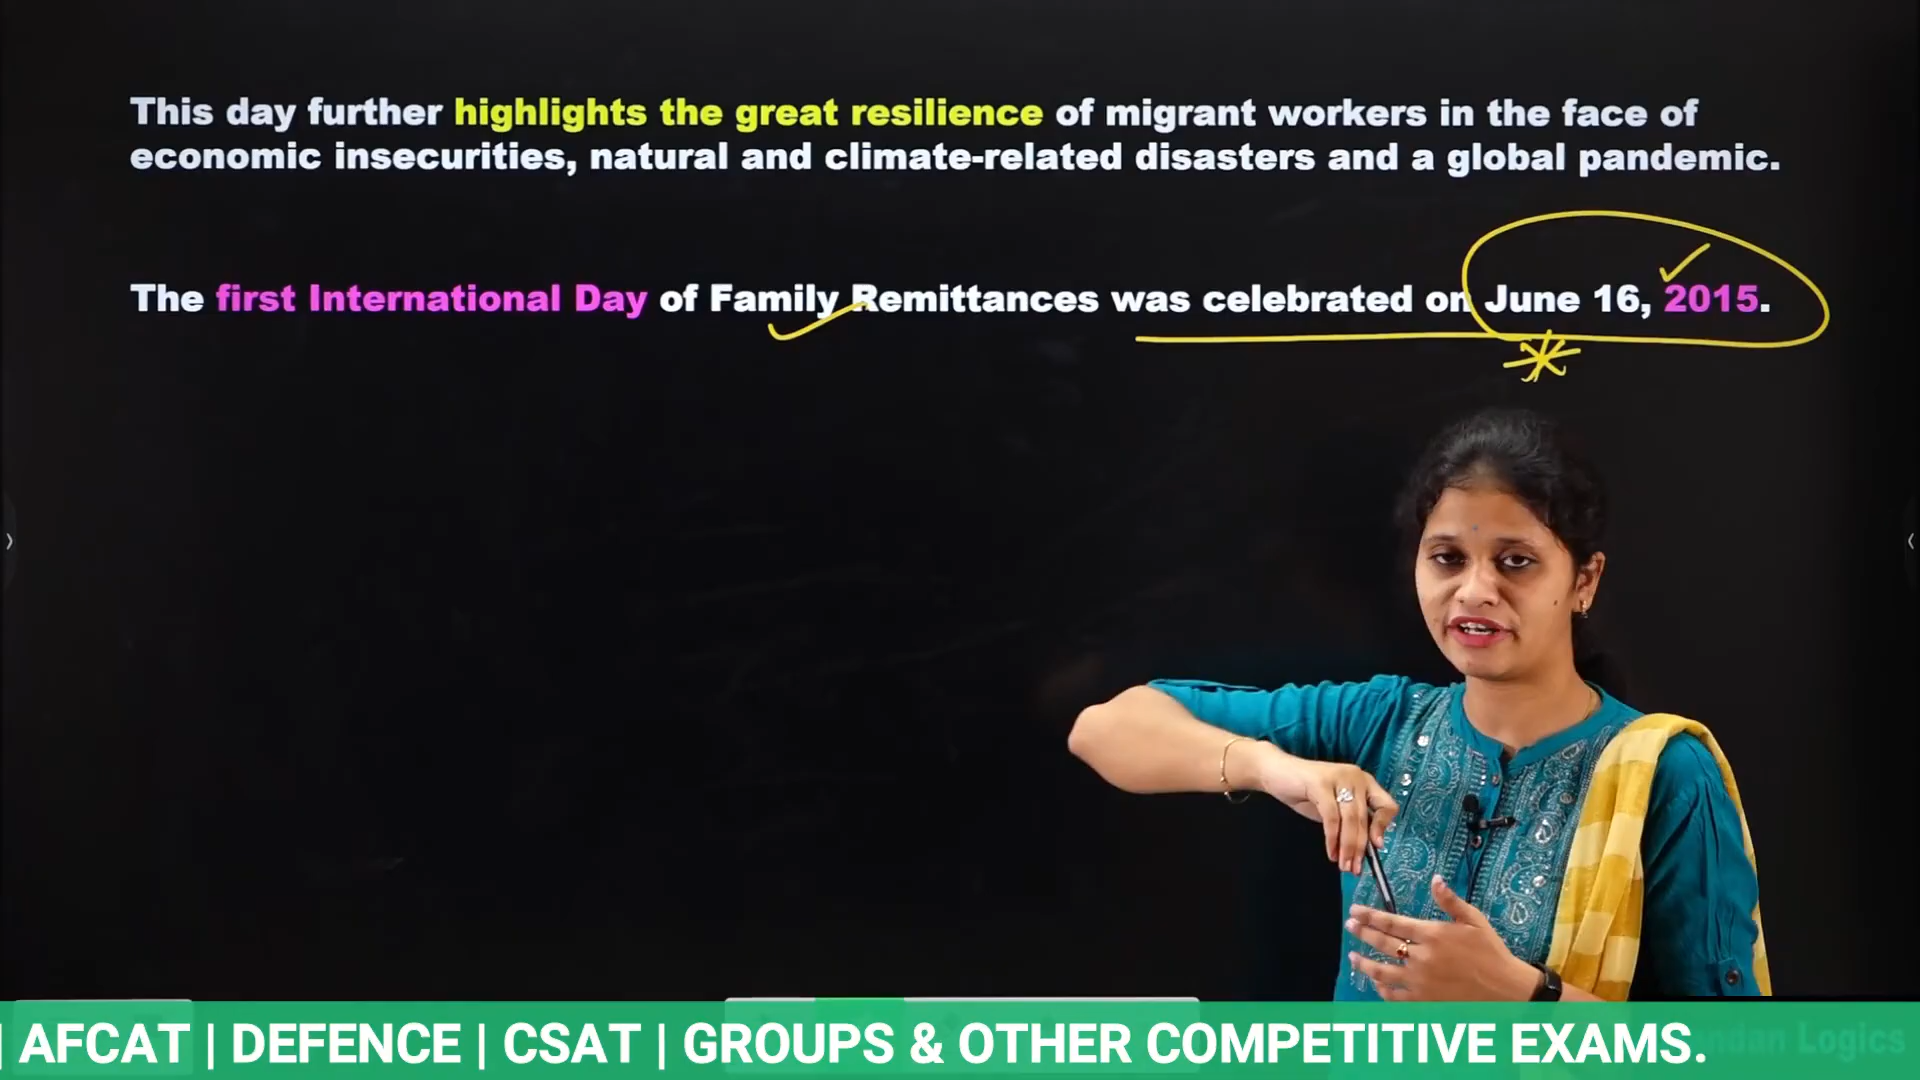 This day further highlights the great resilience of migrant workers in the face of
economic insecurities, natural and climate-related disasters and a global pandemic.
The first International Day of Family Remittances was celebrated on June 16, 2015.
| AFCAT | DEFENCE | CSAT | GROUPS & OTHER COMPETITIVE EXAMS.
Logics